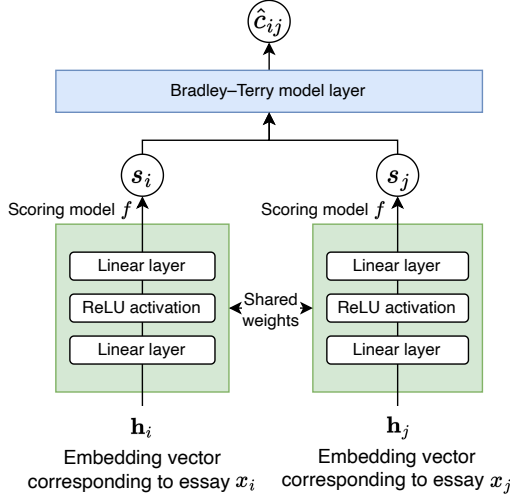 ĉ_ij
Bradley–Terry model layer
s_i s_j
Scoring model f Scoring model f
Linear layer Linear layer
ReLU activation Shared ReLU activation
weights
Linear layer Linear layer
h_i h_j
Embedding vector Embedding vector
corresponding to essay x_i corresponding to essay x_j